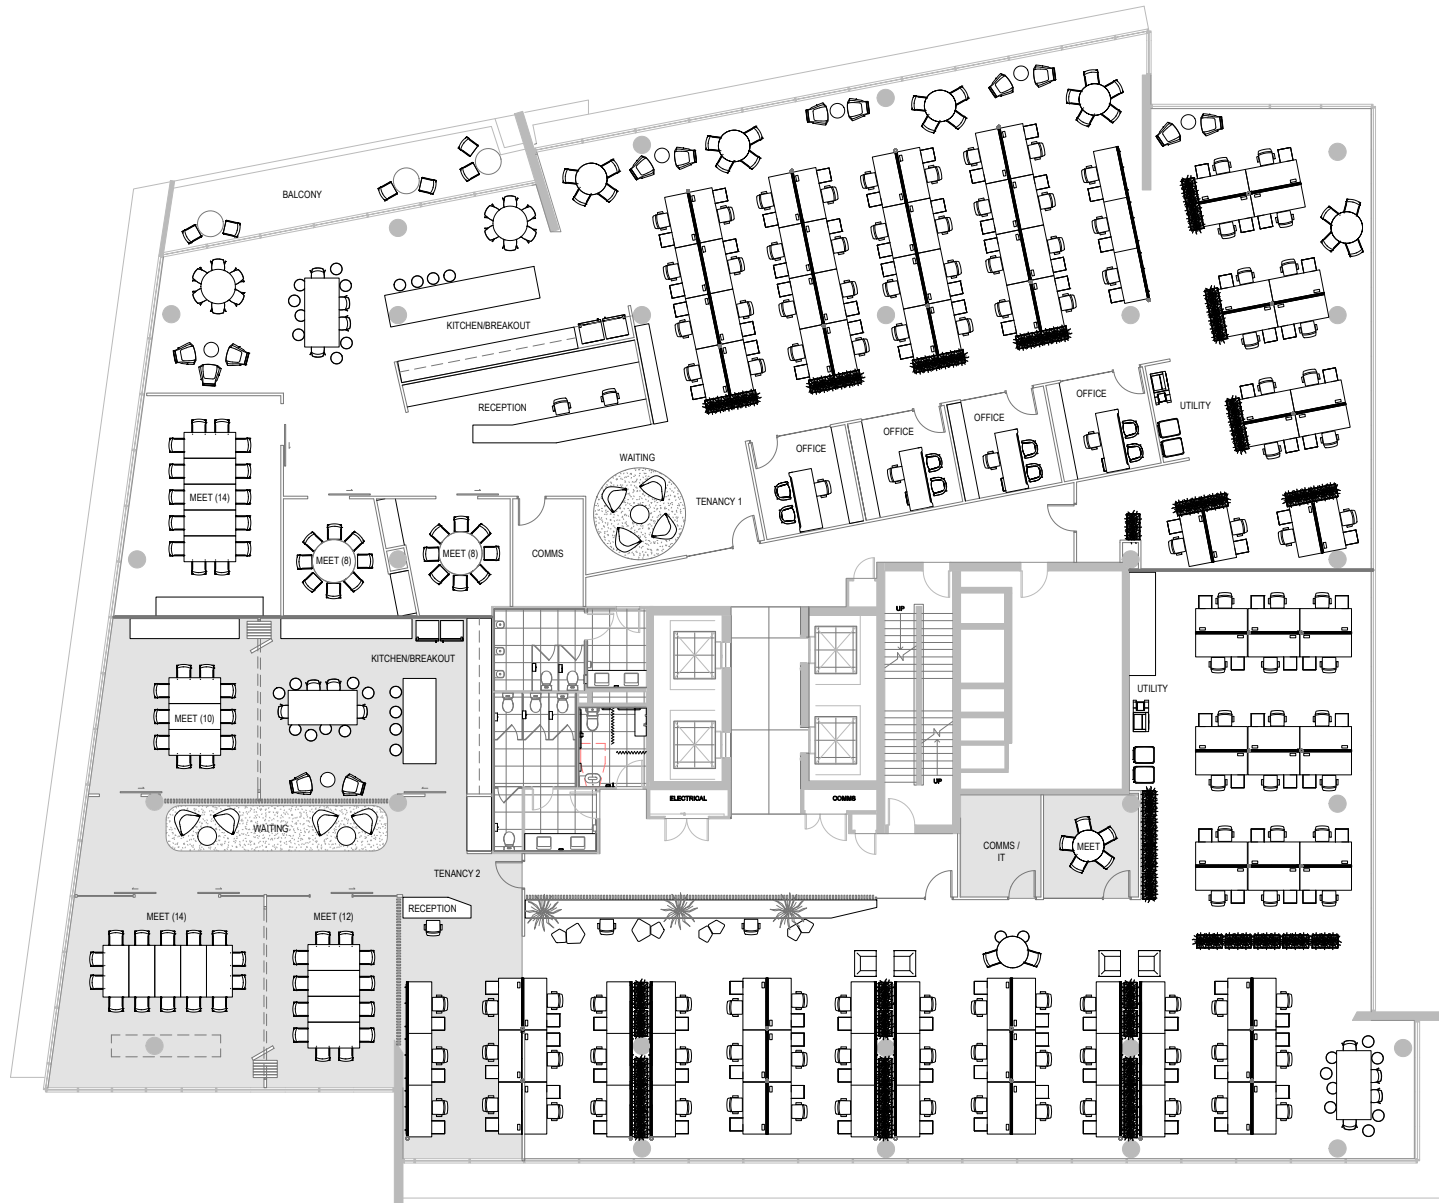 BALCONY
KITCHEN/BREAKOUT
RECEPTION
OFFICE
UTILITY
OFFICE
OFFICE
OFFICE
WAITING
MEET (14)
TENANCY 1
COMMS
MEET (8)
MEET (8)
UP
KITCHEN/BREAKOUT
UTILITY
MEET (10)
UP
ELECTRICAL
COMMS
WAITING
COMMS /
IT
MEET
TENANCY 2
RECEPTION
MEET (14)
MEET (12)